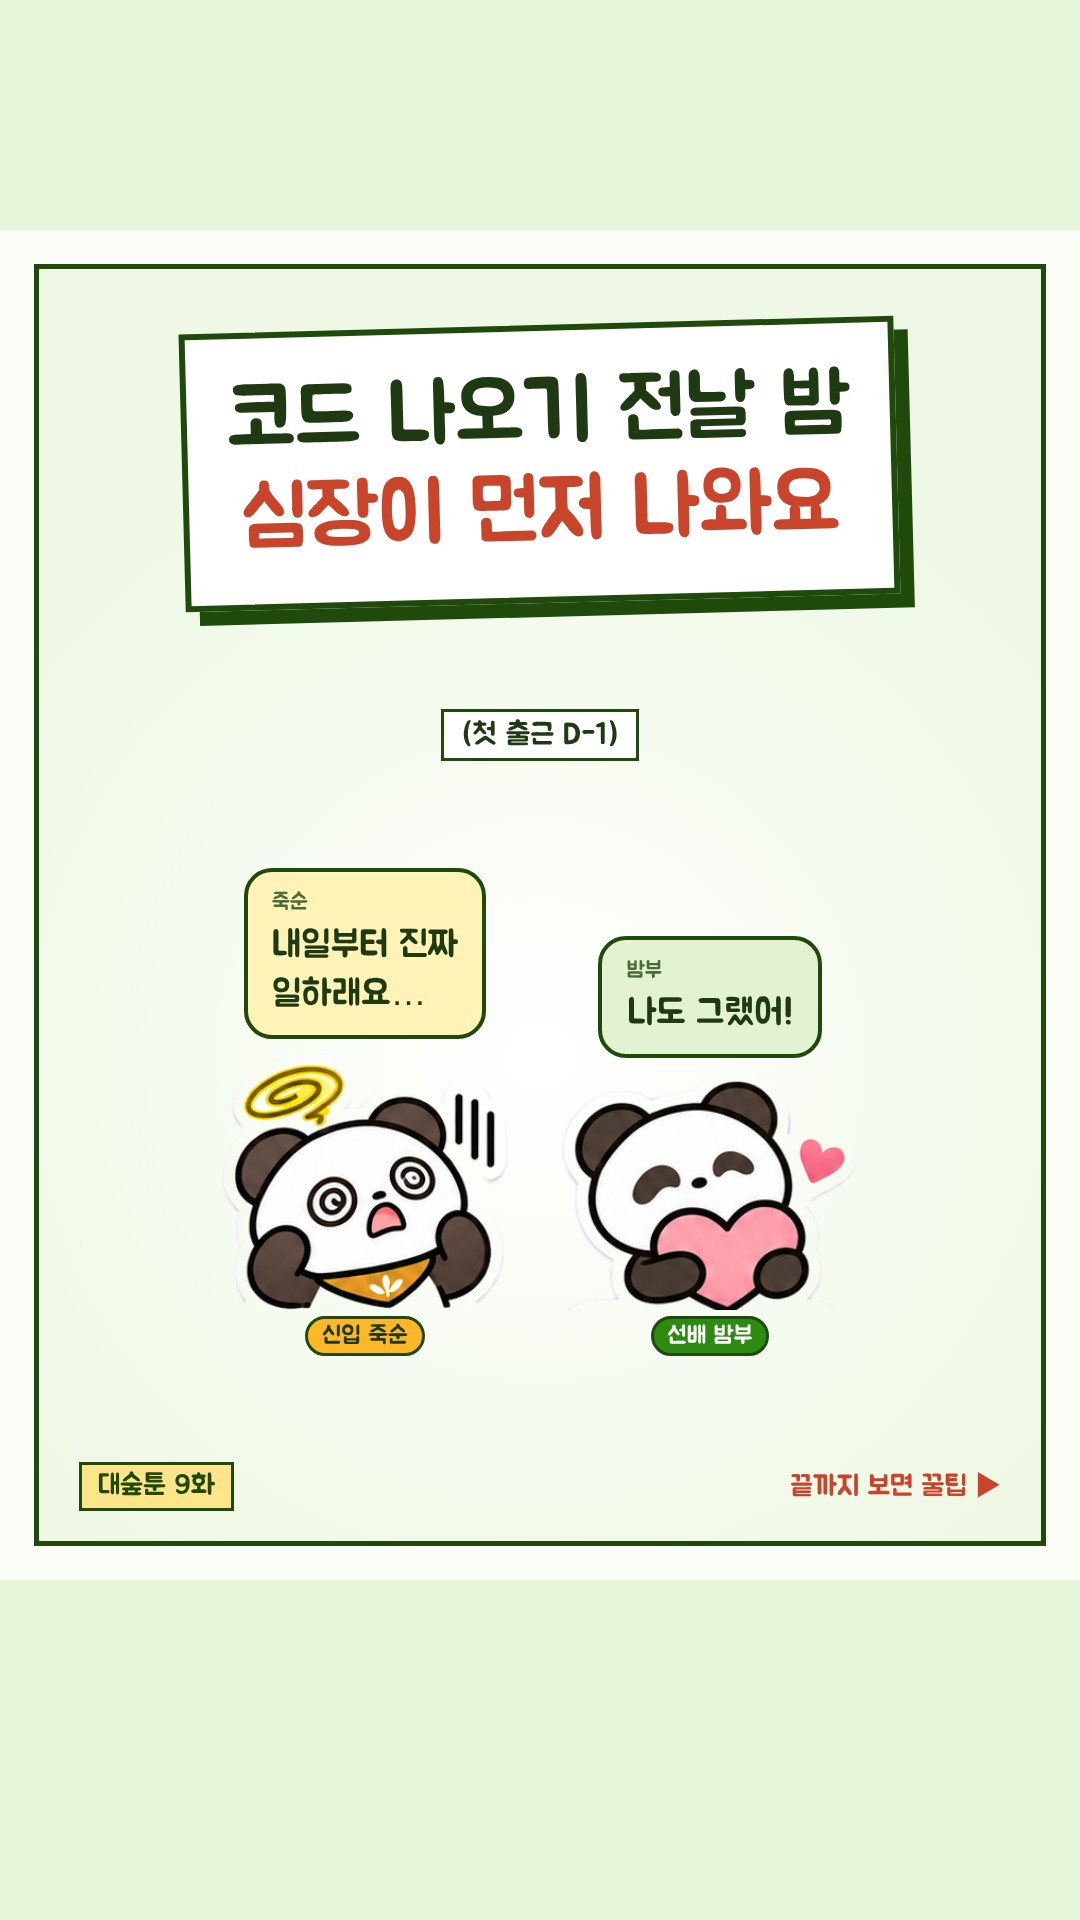 코드 나오기 전날 밤
심장이 먼저 나와요
(첫 출근 D-1)
죽순
내일부터 진짜
일하래요...
밤부
나도 그랬어!
신입 죽순
선배 밤부
대숲툰 9화
끝까지 보면 꿀팁 ▶